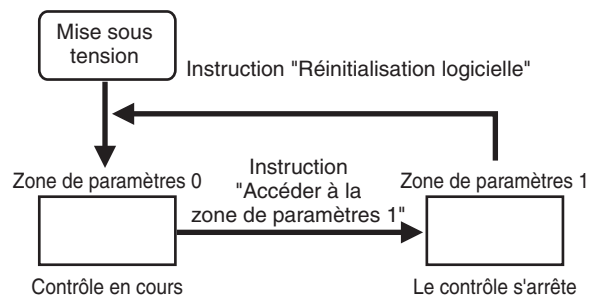 Mise sous
tension
Instruction "Réinitialisation logicielle"
Zone de paramètres 0
Instruction
"Accéder à la
zone de paramètres 1"
Zone de paramètres 1
Contrôle en cours
Le contrôle s'arrête